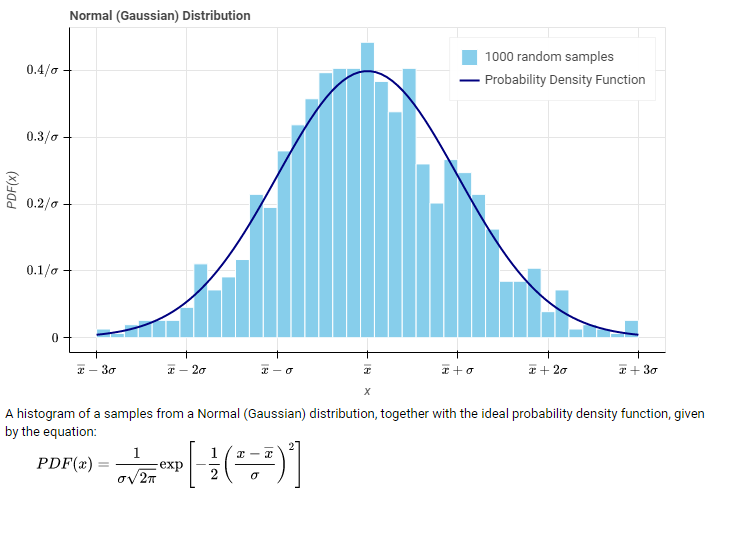 Normal (Gaussian) Distribution
1000 random samples
Probability Density Function
0.4/σ
0.3/σ
0.2/σ
0.1/σ
0
PDF(x)
x̅ − 3σ x̅ − 2σ x̅ − σ x̅ x̅ + σ x̅ + 2σ x̅ + 3σ
x
A histogram of a samples from a Normal (Gaussian) distribution, together with the ideal probability density function, given
by the equation:
PDF(x) = 1/(σ√2π) exp[−1/2((x − x̅)/σ)²]